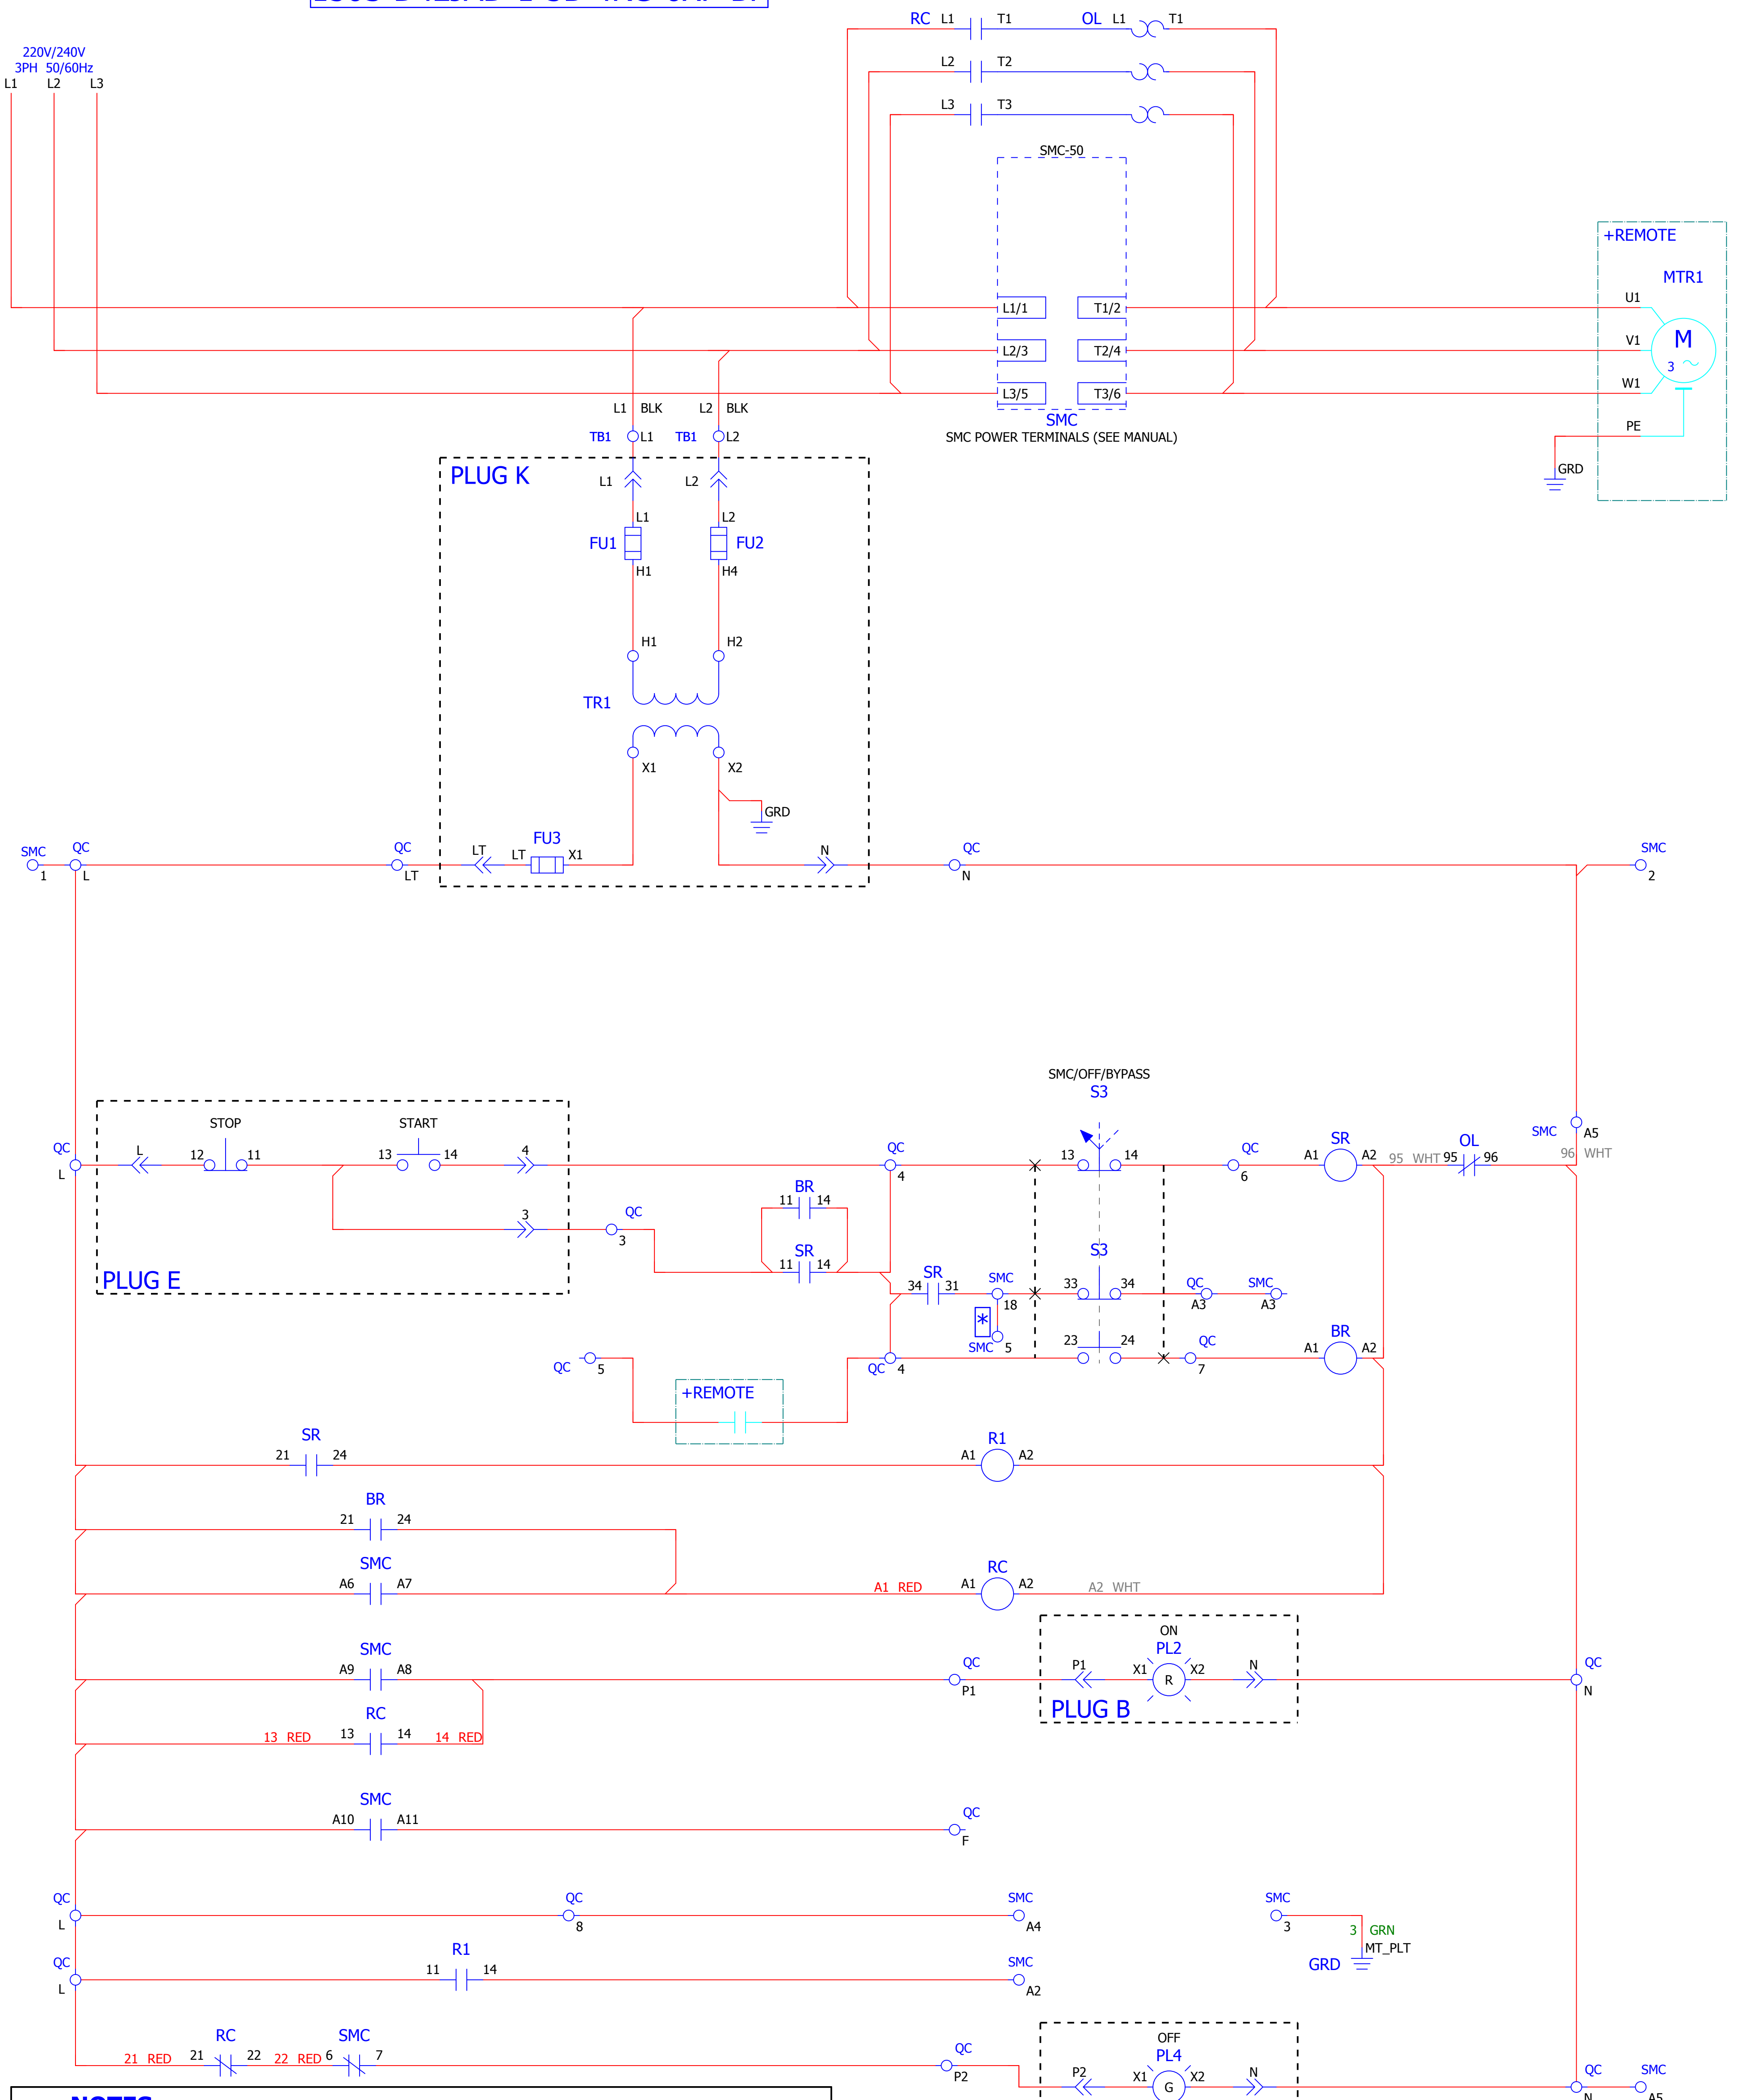 220V/240V
3PH 50/60Hz
L1 L2 L3
RC L1 T1 OL L1 T1
L2 T2
L3 T3
SMC-50
+REMOTE
MTR1
L1/1 T1/2 U1
L2/3 T2/4 V1
M
3
L3/5 T3/6 W1
SMC
SMC POWER TERMINALS (SEE MANUAL)
PE
GRD
L1 BLK L2 BLK
TB1 L1 TB1 L2
PLUG K
L1 L2
L1 L2
FU1 FU2
H1 H4
H1 H2
TR1
X1 X2
GRD
SMC QC QC LT LT FU3 X1 N QC SMC
1 L LT N 2
SMC/OFF/BYPASS
S3
STOP START
QC L 12 11 13 14 4 QC 13 14 QC SR OL SMC A5
L 4 6 A1 A2 95 WHT 95 96 96 WHT
3 QC BR
3 11 14
SR S3
11 14
PLUG E
SR SMC QC SMC
34 31 18 33 34 A3 A3
*
SMC 5 23 24 QC BR
QC 5 QC 4 7 A1 A2
+REMOTE
SR R1
21 24 A1 A2
BR
21 24
SMC RC
A6 A7 A1 RED A1 A2 A2 WHT
ON
SMC QC PL2 QC
A9 A8 P1 P1 X1 R X2 N N
PLUG B
RC
13 RED 13 14 14 RED
SMC QC
A10 A11 F
QC QC SMC SMC
L 8 A4 3
3 GRN
MT_PLT
GRD
QC R1 SMC
L 11 14 A2
OFF
RC SMC QC PL4 QC SMC
21 RED 21 22 22 RED 6 7 P2 P2 X1 G X2 N N A5